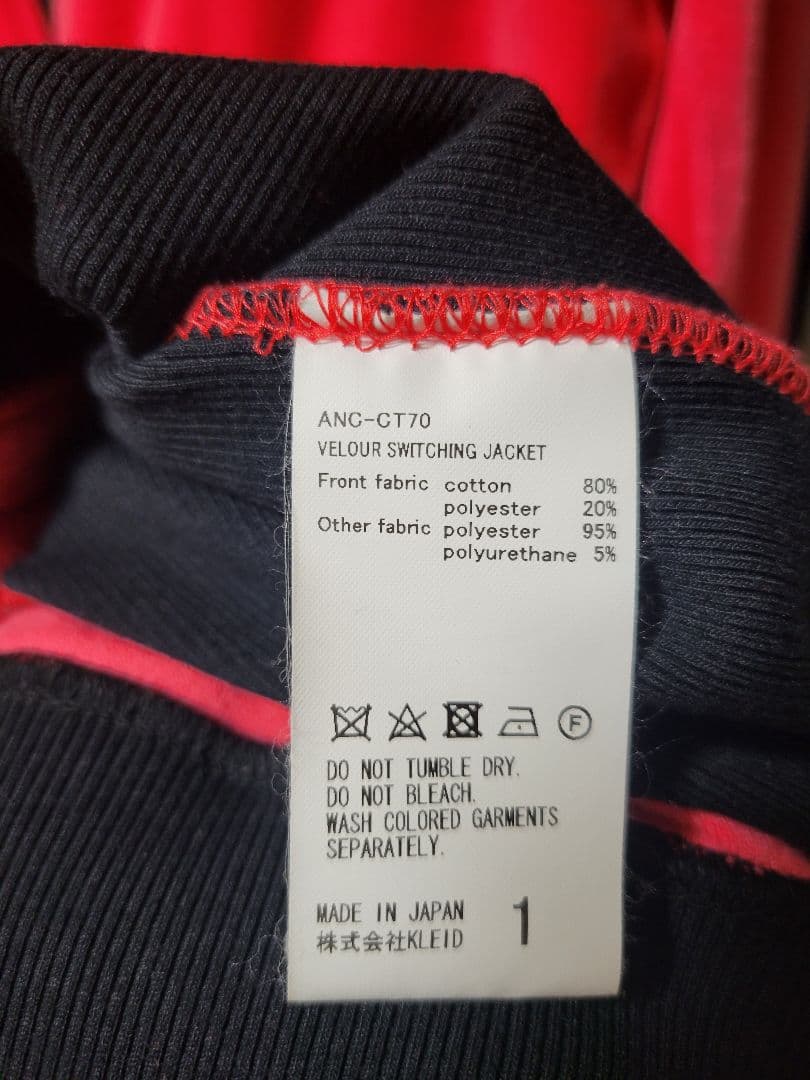 ANC-CT70
VELOUR SWITCHING JACKET
Front fabric cotton 80%
polyester 20%
Other fabric polyester 95%
polyurethane 5%
F
DO NOT TUMBLE DRY.
DO NOT BLEACH.
WASH COLORED GARMENTS
SEPARATELY.
MADE IN JAPAN 1
株式会社KLEID